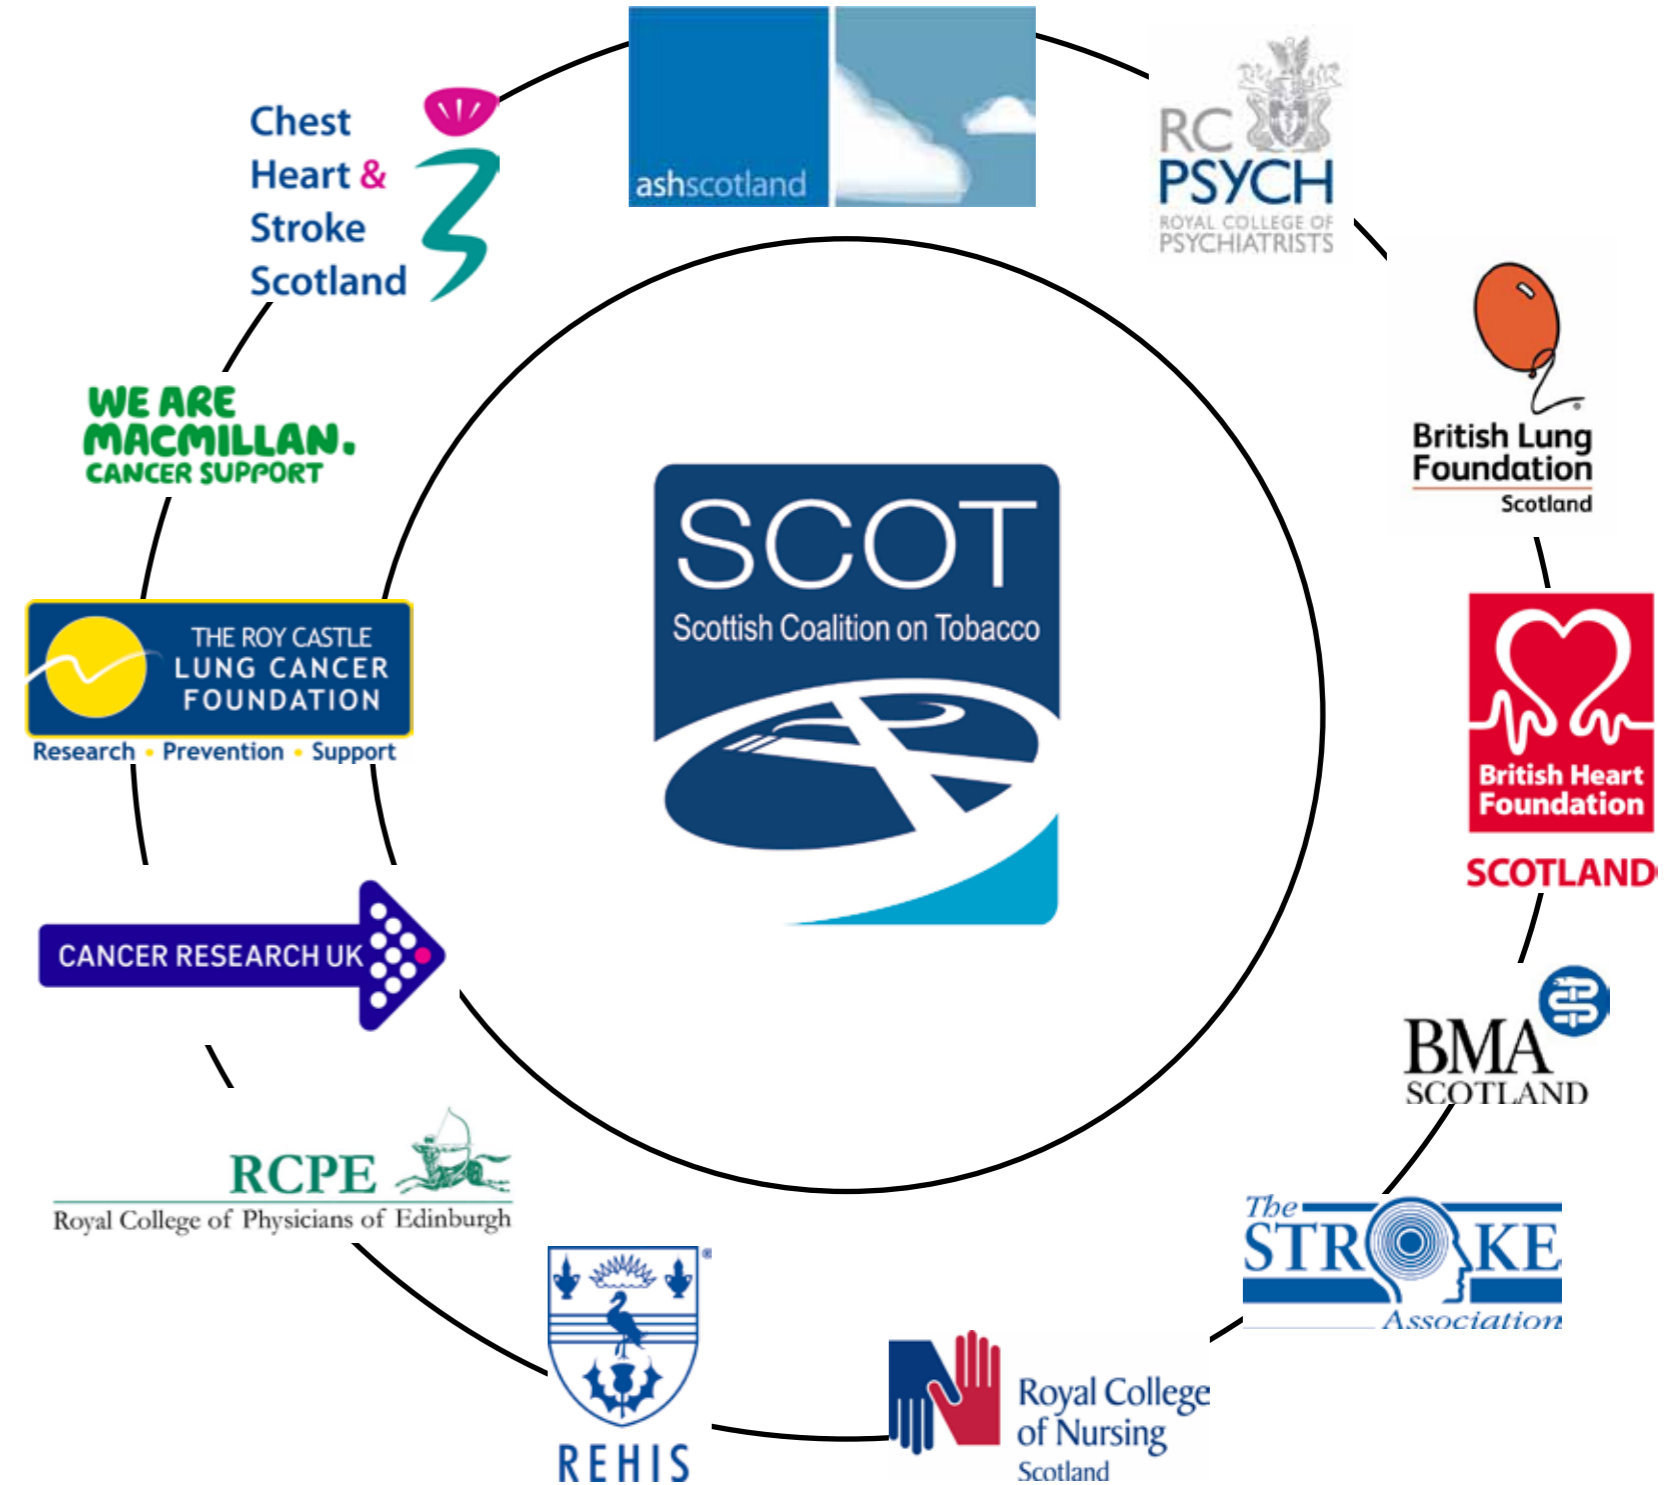 ashscotland
RC
PSYCH
ROYAL COLLEGE OF
PSYCHIATRISTS
Chest
Heart &
Stroke
Scotland
British Lung
Foundation
Scotland
WE ARE
MACMILLAN.
CANCER SUPPORT
SCOT
Scottish Coalition on Tobacco
THE ROY CASTLE
LUNG CANCER
FOUNDATION
Research • Prevention • Support
British Heart
Foundation
SCOTLAND
CANCER RESEARCH UK
BMA
SCOTLAND
RCPE
Royal College of Physicians of Edinburgh
The
STROKE
Association
REHIS
®
Royal College
of Nursing
Scotland